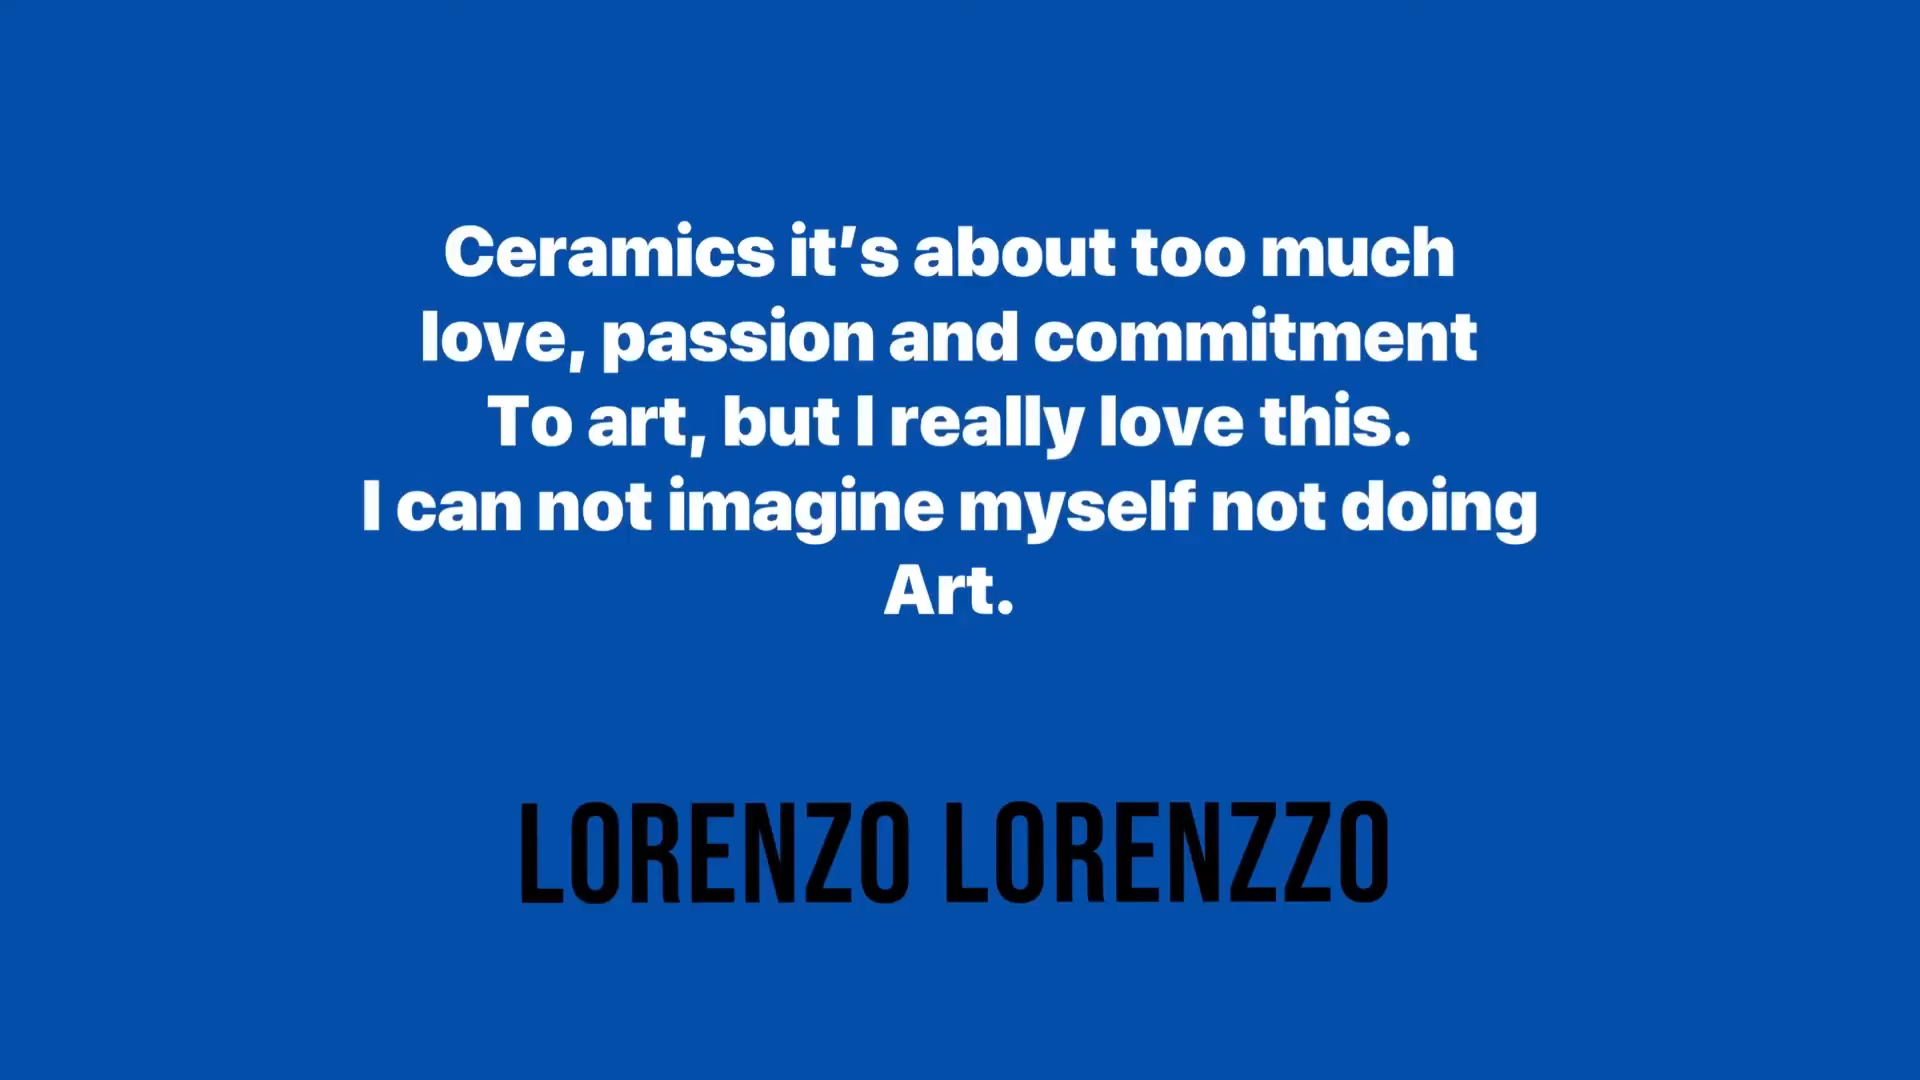 Ceramics it’s about too much
love, passion and commitment
To art, but I really love this.
I can not imagine myself not doing
Art.
LORENZO LORENZZO